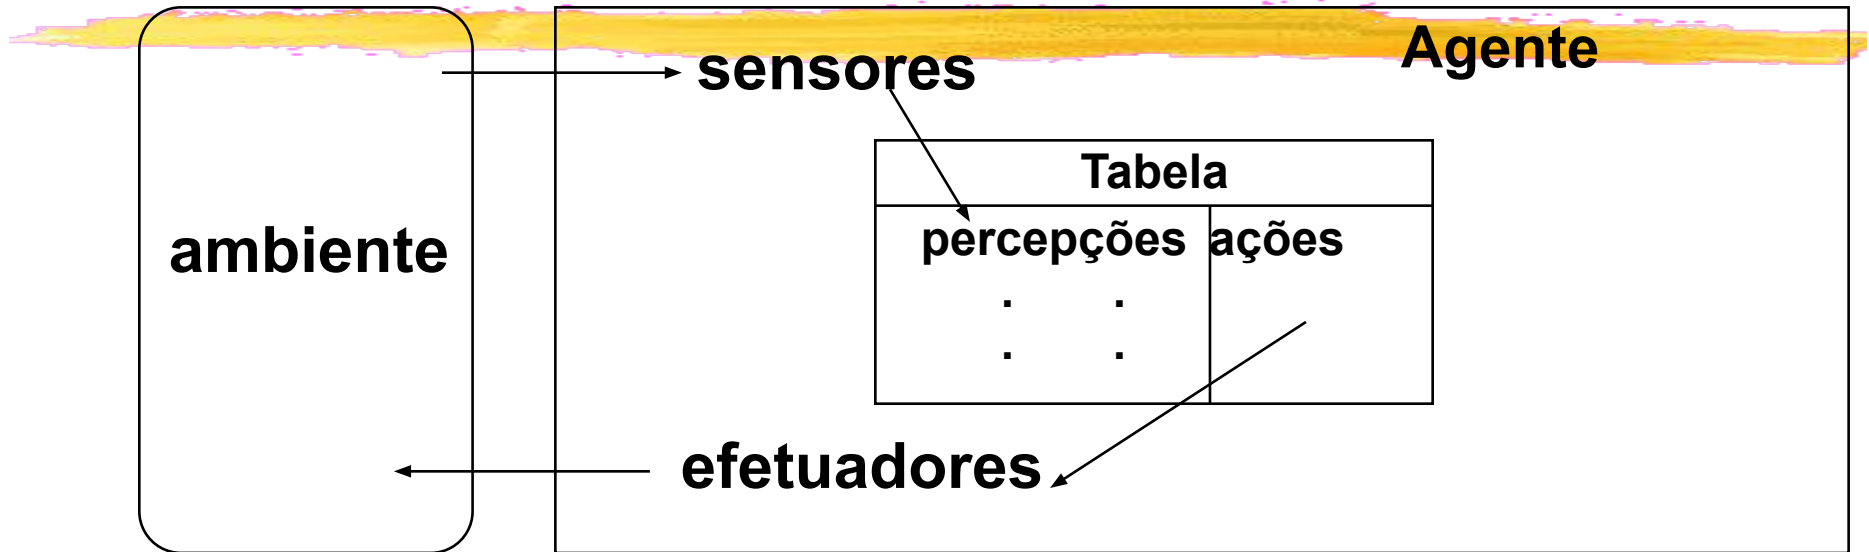 Agente
sensores
Tabela
percepções ações
ambiente
. .
. .
efetuadores